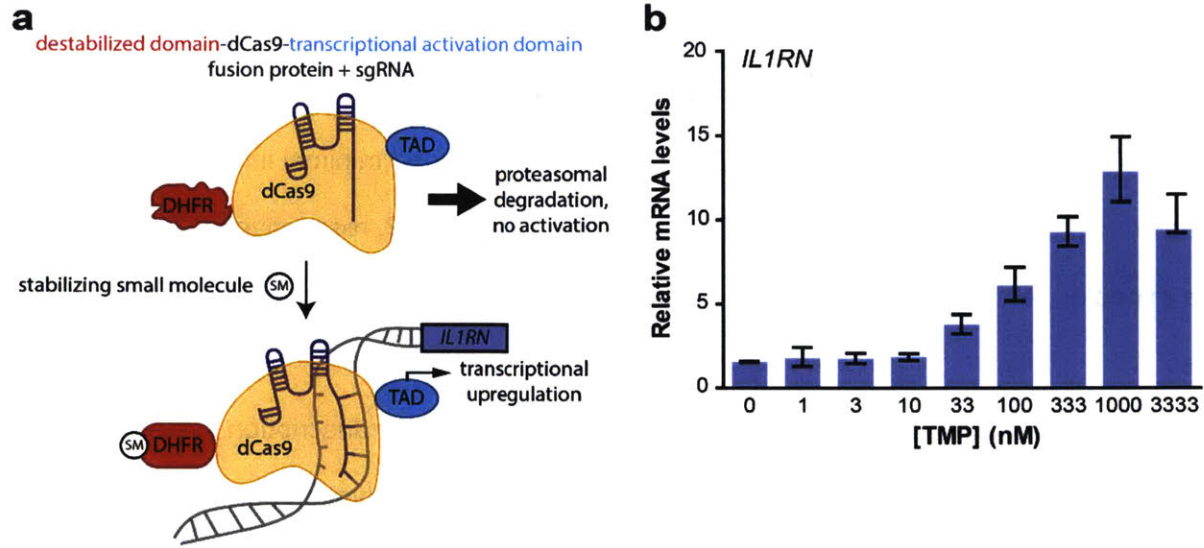 a
destabilized domain-dCas9-transcriptional activation domain
fusion protein + sgRNA
TAD
dCas9
DHFR
proteasomal
degradation,
no activation
stabilizing small molecule SM
IL1RN
TAD
transcriptional
upregulation
SM DHFR
dCas9
b
IL1RN
Relative mRNA levels
20
15
10
5
0
0 1 3 10 33 100 333 1000 3333
[TMP] (nM)